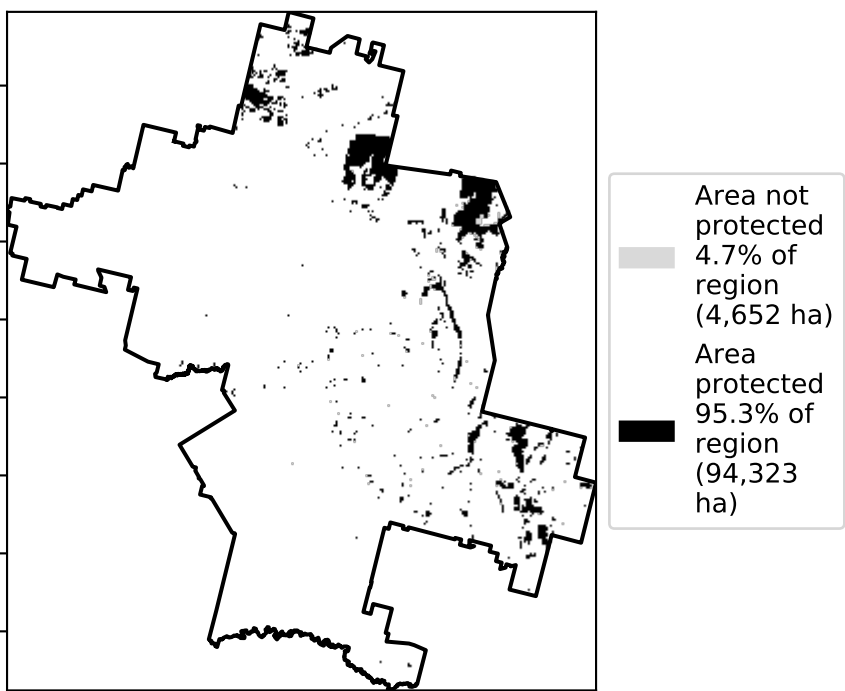 Area not
protected
4.7% of
region
(4,652 ha)
Area
protected
95.3% of
region
(94,323
ha)